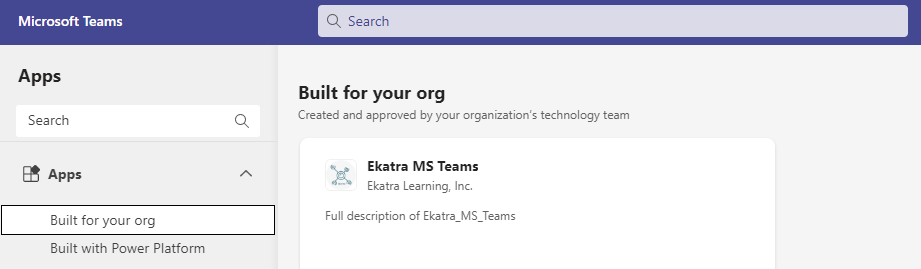 Microsoft Teams
Search
Apps
Search
Apps
Built for your org
Built with Power Platform
Built for your org
Created and approved by your organization's technology team
Ekatra MS Teams
Ekatra Learning, Inc.
Full description of Ekatra_MS_Teams